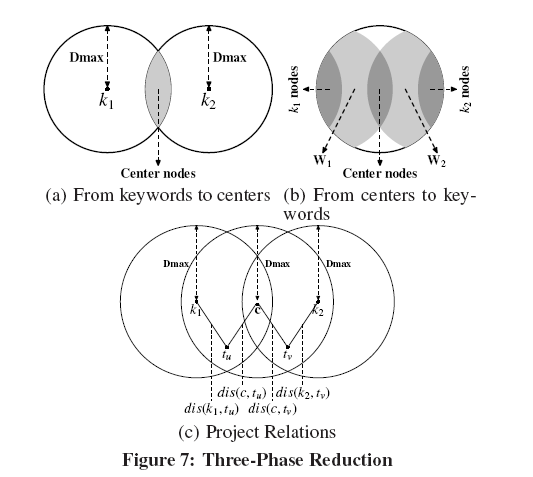 Dmax
Dmax
k1
k2
Center nodes
(a) From keywords to centers
k1 nodes
k2 nodes
W1
W2
Center nodes
(b) From centers to key-
words
Dmax
Dmax
Dmax
k1
c
k2
tu
tv
dis(c, tu) dis(k2, tv)
dis(k1, tu) dis(c, tv)
(c) Project Relations
Figure 7: Three-Phase Reduction